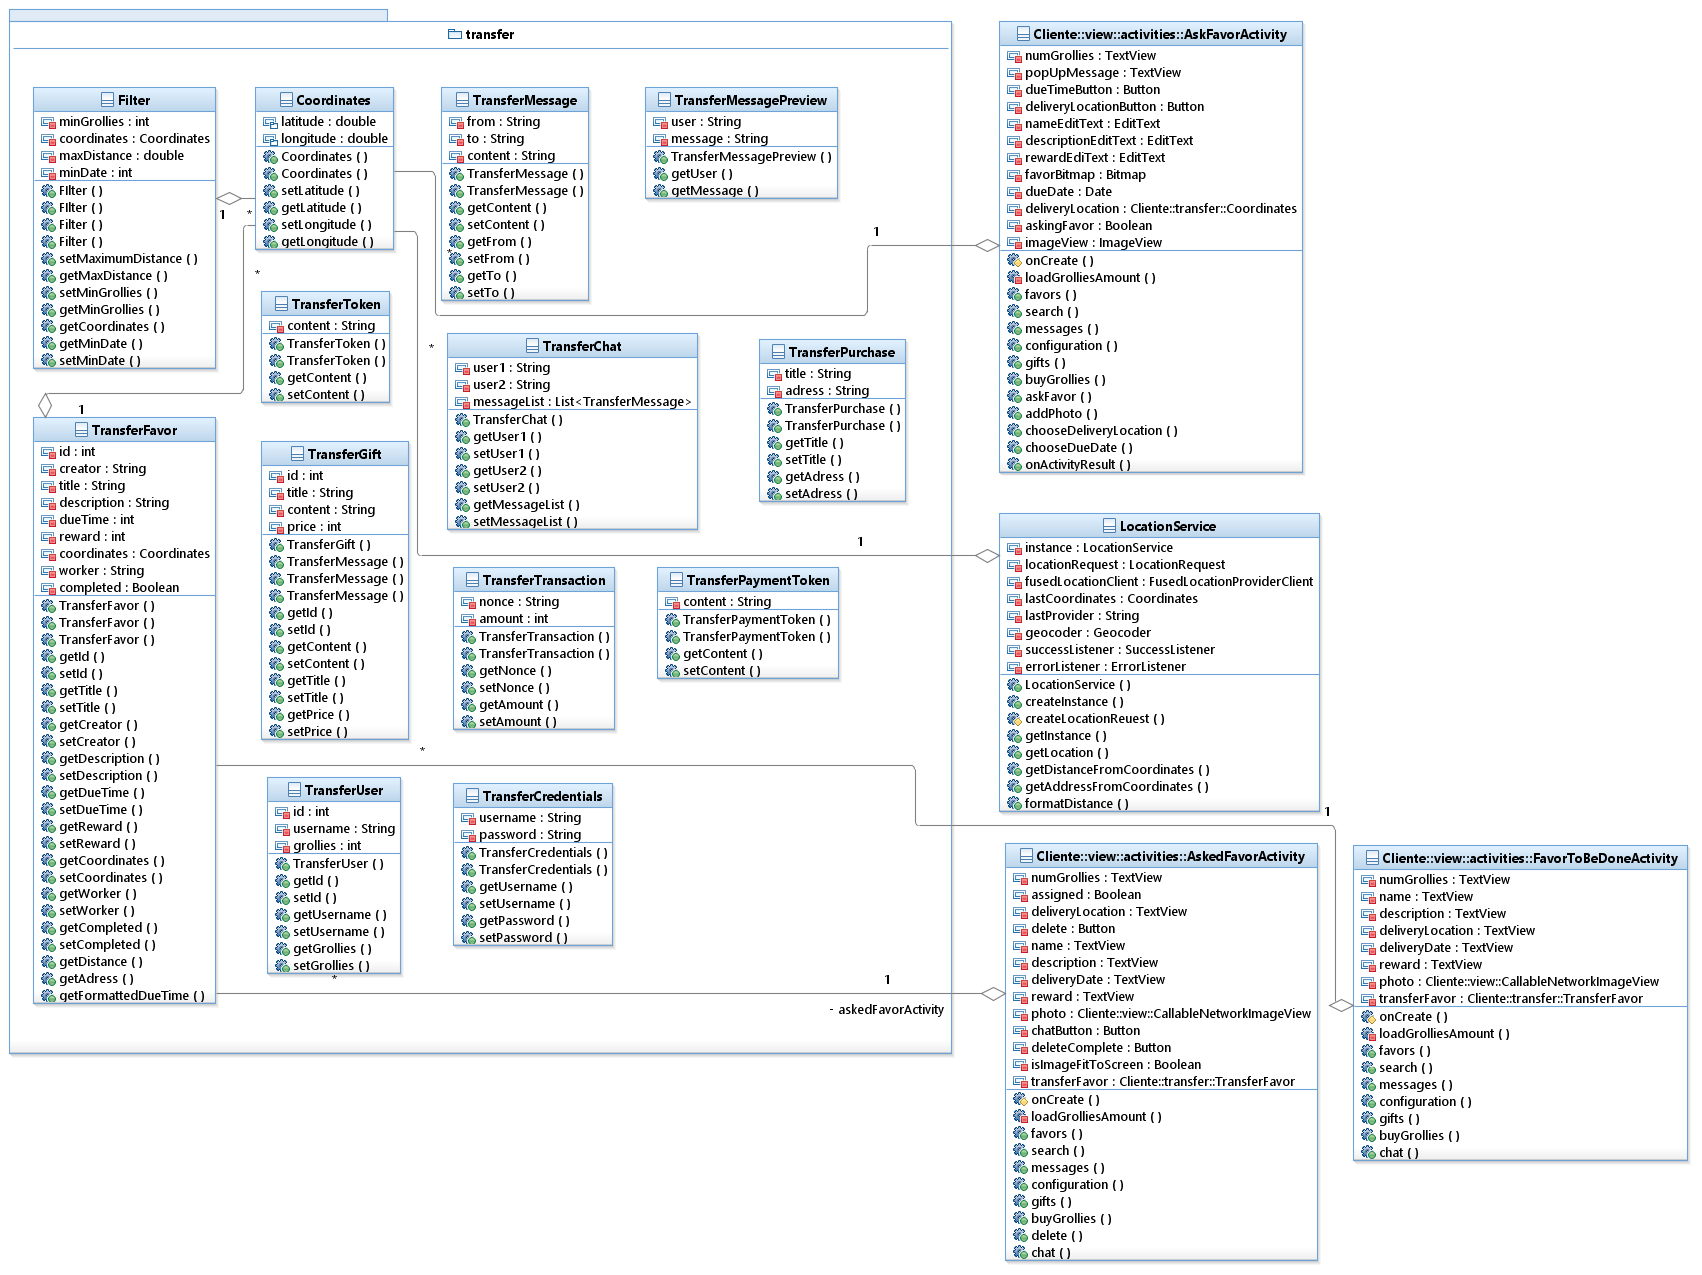 transfer
Filter
minGrollies : int
coordinates : Coordinates
maxDistance : double
minDate : int
FIlter ( )
FIlter ( )
Filter ( )
Filter ( )
setMaximumDistance ( )
getMaxDistance ( )
setMinGrollies ( )
getMinGrollies ( )
getCoordinates ( )
getMinDate ( )
setMinDate ( )
1
*
Coordinates
latitude : double
longitude : double
Coordinates ( )
Coordinates ( )
setLatitude ( )
getLatitude ( )
setLongitude ( )
getLongitude ( )
*
TransferMessage
from : String
to : String
content : String
TransferMessage ( )
TransferMessage ( )
getContent ( )
setContent ( )
getFrom ( )
*
setFrom ( )
getTo ( )
setTo ( )
TransferMessagePreview
user : String
message : String
TransferMessagePreview ( )
getUser ( )
getMessage ( )
1
Cliente::view::activities::AskFavorActivity
numGrollies : TextView
popUpMessage : TextView
dueTimeButton : Button
deliveryLocationButton : Button
nameEditText : EditText
descriptionEditText : EditText
rewardEdiText : EditText
favorBitmap : Bitmap
dueDate : Date
deliveryLocation : Cliente::transfer::Coordinates
askingFavor : Boolean
imageView : ImageView
onCreate ( )
loadGrolliesAmount ( )
favors ( )
search ( )
messages ( )
configuration ( )
gifts ( )
buyGrollies ( )
askFavor ( )
addPhoto ( )
chooseDeliveryLocation ( )
chooseDueDate ( )
onActivityResult ( )
TransferToken
content : String
TransferToken ( )
TransferToken ( )
getContent ( )
setContent ( )
*
TransferChat
user1 : String
user2 : String
messageList : List<TransferMessage>
TransferChat ( )
getUser1 ( )
setUser1 ( )
getUser2 ( )
setUser2 ( )
getMessageList ( )
setMessageList ( )
TransferPurchase
title : String
adress : String
TransferPurchase ( )
TransferPurchase ( )
getTitle ( )
setTitle ( )
getAdress ( )
setAdress ( )
1
TransferFavor
id : int
creator : String
title : String
description : String
dueTime : int
reward : int
coordinates : Coordinates
worker : String
completed : Boolean
TransferFavor ( )
TransferFavor ( )
TransferFavor ( )
getId ( )
setId ( )
getTitle ( )
setTitle ( )
getCreator ( )
setCreator ( )
getDescription ( )
setDescription ( )
getDueTime ( )
setDueTime ( )
getReward ( )
setReward ( )
getCoordinates ( )
setCoordinates ( )
getWorker ( )
setWorker ( )
getCompleted ( )
setCompleted ( )
getDistance ( )
getAdress ( )
getFormattedDueTime ( )
TransferGift
id : int
title : String
content : String
price : int
TransferGift ( )
TransferMessage ( )
TransferMessage ( )
TransferMessage ( )
getId ( )
setId ( )
getContent ( )
setContent ( )
getTitle ( )
setTitle ( )
getPrice ( )
setPrice ( )
1
TransferTransaction
nonce : String
amount : int
TransferTransaction ( )
TransferTransaction ( )
getNonce ( )
setNonce ( )
getAmount ( )
setAmount ( )
TransferPaymentToken
content : String
TransferPaymentToken ( )
TransferPaymentToken ( )
getContent ( )
setContent ( )
LocationService
instance : LocationService
locationRequest : LocationRequest
fusedLocationClient : FusedLocationProviderClient
lastCoordinates : Coordinates
lastProvider : String
geocoder : Geocoder
successListener : SuccessListener
errorListener : ErrorListener
LocationService ( )
createInstance ( )
createLocationReuest ( )
getInstance ( )
getLocation ( )
getDistanceFromCoordinates ( )
getAddressFromCoordinates ( )
formatDistance ( )
*
1
TransferUser
id : int
username : String
grollies : int
TransferUser ( )
getId ( )
setId ( )
getUsername ( )
setUsername ( )
getGrollies ( )
setGrollies ( )
*
TransferCredentials
username : String
password : String
TransferCredentials ( )
TransferCredentials ( )
getUsername ( )
setUsername ( )
getPassword ( )
setPassword ( )
1
- askedFavorActivity
Cliente::view::activities::AskedFavorActivity
numGrollies : TextView
assigned : Boolean
deliveryLocation : TextView
delete : Button
name : TextView
description : TextView
deliveryDate : TextView
reward : TextView
photo : Cliente::view::CallableNetworkImageView
chatButton : Button
deleteComplete : Button
isImageFitToScreen : Boolean
transferFavor : Cliente::transfer::TransferFavor
onCreate ( )
loadGrolliesAmount ( )
favors ( )
search ( )
messages ( )
configuration ( )
gifts ( )
buyGrollies ( )
delete ( )
chat ( )
Cliente::view::activities::FavorToBeDoneActivity
numGrollies : TextView
name : TextView
description : TextView
deliveryLocation : TextView
deliveryDate : TextView
reward : TextView
photo : Cliente::view::CallableNetworkImageView
transferFavor : Cliente::transfer::TransferFavor
onCreate ( )
loadGrolliesAmount ( )
favors ( )
search ( )
messages ( )
configuration ( )
gifts ( )
buyGrollies ( )
chat ( )